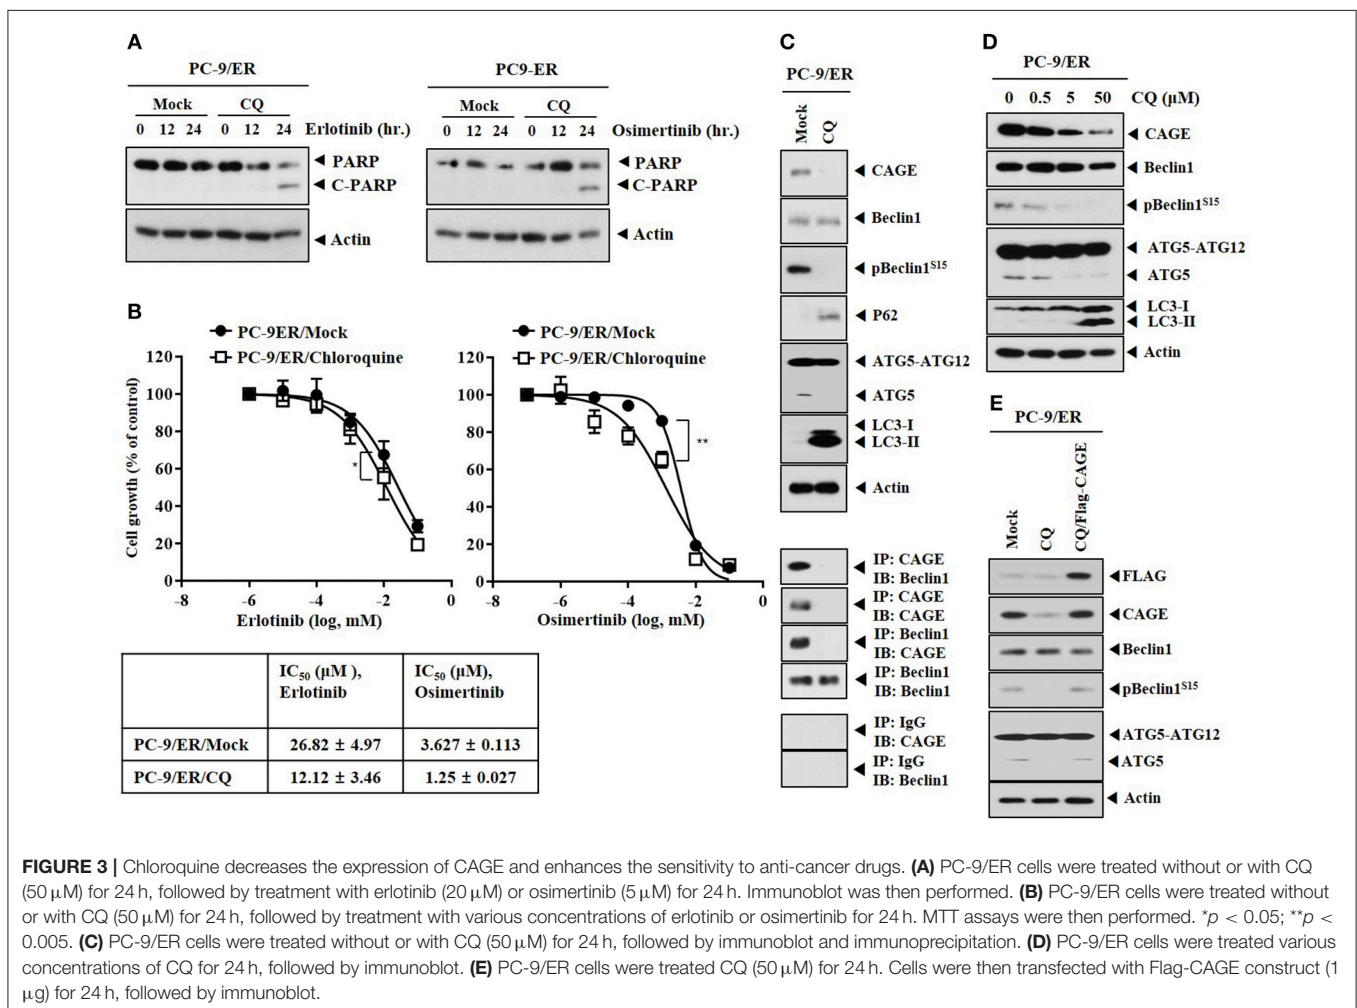 A
PC-9/ER
Mock CQ
0 12 24 0 12 24 Erlotinib (hr.)
PARP
C-PARP
Actin
PC9-ER
Mock CQ
0 12 24 0 12 24 Osimertinib (hr.)
PARP
C-PARP
Actin
B
PC-9ER/Mock
PC-9/ER/Chloroquine
Cell growth (% of control)
120
100
80
60
40
20
0
*
-8 -6 -4 -2 0
Erlotinib (log, mM)
PC-9/ER/Mock
PC-9/ER/Chloroquine
120
100
80
60
40
20
0
**
-8 -6 -4 -2 0
Osimertinib (log, mM)
IC50 (µM ), Erlotinib IC50 (µM), Osimertinib
PC-9/ER/Mock 26.82 ± 4.97 3.627 ± 0.113
PC-9/ER/CQ 12.12 ± 3.46 1.25 ± 0.027
C
PC-9/ER
Mock CQ
CAGE
Beclin1
pBeclin1S15
P62
ATG5-ATG12
ATG5
LC3-I
LC3-II
Actin
IP: CAGE
IB: Beclin1
IP: CAGE
IB: CAGE
IP: Beclin1
IB: CAGE
IP: Beclin1
IB: Beclin1
IP: IgG
IB: CAGE
IP: IgG
IB: Beclin1
D
PC-9/ER
0 0.5 5 50 CQ (µM)
CAGE
Beclin1
pBeclin1S15
ATG5-ATG12
ATG5
LC3-I
LC3-II
Actin
E
PC-9/ER
Mock CQ CQ/Flag-CAGE
FLAG
CAGE
Beclin1
pBeclin1S15
ATG5-ATG12
ATG5
Actin
FIGURE 3 | Chloroquine decreases the expression of CAGE and enhances the sensitivity to anti-cancer drugs. (A) PC-9/ER cells were treated without or with CQ
(50 µM) for 24 h, followed by treatment with erlotinib (20 µM) or osimertinib (5 µM) for 24 h. Immunoblot was then performed. (B) PC-9/ER cells were treated without
or with CQ (50 µM) for 24 h, followed by treatment with various concentrations of erlotinib or osimertinib for 24 h. MTT assays were then performed. *p < 0.05; **p <
0.005. (C) PC-9/ER cells were treated without or with CQ (50 µM) for 24 h, followed by immunoblot and immunoprecipitation. (D) PC-9/ER cells were treated various
concentrations of CQ for 24 h, followed by immunoblot. (E) PC-9/ER cells were treated CQ (50 µM) for 24 h. Cells were then transfected with Flag-CAGE construct (1
µg) for 24 h, followed by immunoblot.